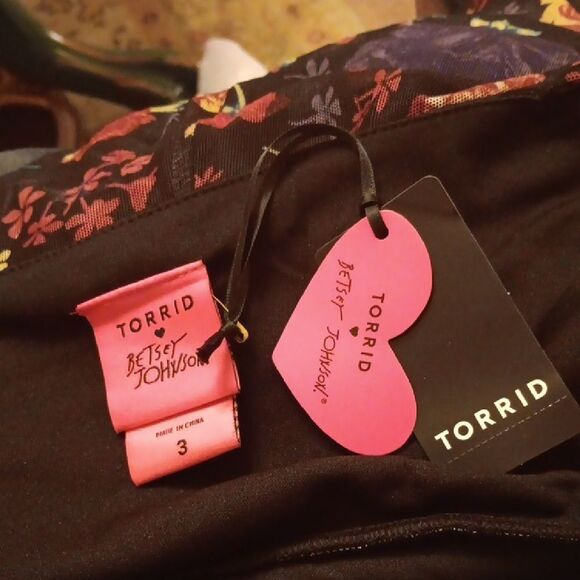 TORRID
♥
BETSEY
JOHNSON
MADE IN CHINA
3
TORRID
♥
BETSEY JOHNSON.®
TORRID